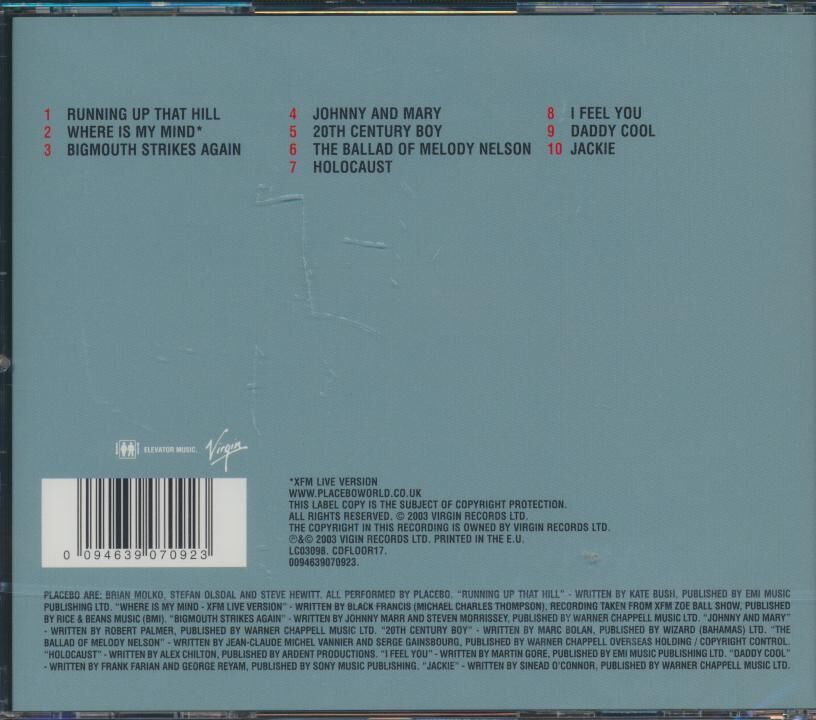 1 RUNNING UP THAT HILL
2 WHERE IS MY MIND*
3 BIGMOUTH STRIKES AGAIN
4 JOHNNY AND MARY
5 20TH CENTURY BOY
6 THE BALLAD OF MELODY NELSON
7 HOLOCAUST
8 I FEEL YOU
9 DADDY COOL
10 JACKIE
ELEVATOR MUSIC.
Virgin
0 094639 070923
*XFM LIVE VERSION
WWW.PLACEBOWORLD.CO.UK
THIS LABEL COPY IS THE SUBJECT OF COPYRIGHT PROTECTION.
ALL RIGHTS RESERVED. © 2003 VIRGIN RECORDS LTD.
THE COPYRIGHT IN THIS RECORDING IS OWNED BY VIRGIN RECORDS LTD.
℗&© 2003 VIGIN RECORDS LTD. PRINTED IN THE E.U.
LC03098. CDFLOOR17.
0094639070923.
PLACEBO ARE: BRIAN MOLKO, STEFAN OLSDAL AND STEVE HEWITT. ALL PERFORMED BY PLACEBO. "RUNNING UP THAT HILL" - WRITTEN BY KATE BUSH, PUBLISHED BY EMI MUSIC
PUBLISHING LTD. "WHERE IS MY MIND - XFM LIVE VERSION" - WRITTEN BY BLACK FRANCIS (MICHAEL CHARLES THOMPSON), RECORDING TAKEN FROM XFM ZOE BALL SHOW, PUBLISHED
BY RICE & BEANS MUSIC (BMI). "BIGMOUTH STRIKES AGAIN" - WRITTEN BY JOHNNY MARR AND STEVEN MORRISSEY, PUBLISHED BY WARNER CHAPPELL MUSIC LTD. "JOHNNY AND MARY"
- WRITTEN BY ROBERT PALMER, PUBLISHED BY WARNER CHAPPELL MUSIC LTD. "20TH CENTURY BOY" - WRITTEN BY MARC BOLAN, PUBLISHED BY WIZARD (BAHAMAS) LTD. "THE
BALLAD OF MELODY NELSON" - WRITTEN BY JEAN-CLAUDE MICHEL VANNIER AND SERGE GAINSBOURG, PUBLISHED BY WARNER CHAPPELL OVERSEAS HOLDING / COPYRIGHT CONTROL.
"HOLOCAUST" - WRITTEN BY ALEX CHILTON, PUBLISHED BY ARDENT PRODUCTIONS. "I FEEL YOU" - WRITTEN BY MARTIN GORE, PUBLISHED BY EMI MUSIC PUBLISHING LTD. "DADDY COOL"
- WRITTEN BY FRANK FARIAN AND GEORGE REYAM, PUBLISHED BY SONY MUSIC PUBLISHING. "JACKIE" - WRITTEN BY SINEAD O'CONNOR, PUBLISHED BY WARNER CHAPPELL MUSIC LTD.